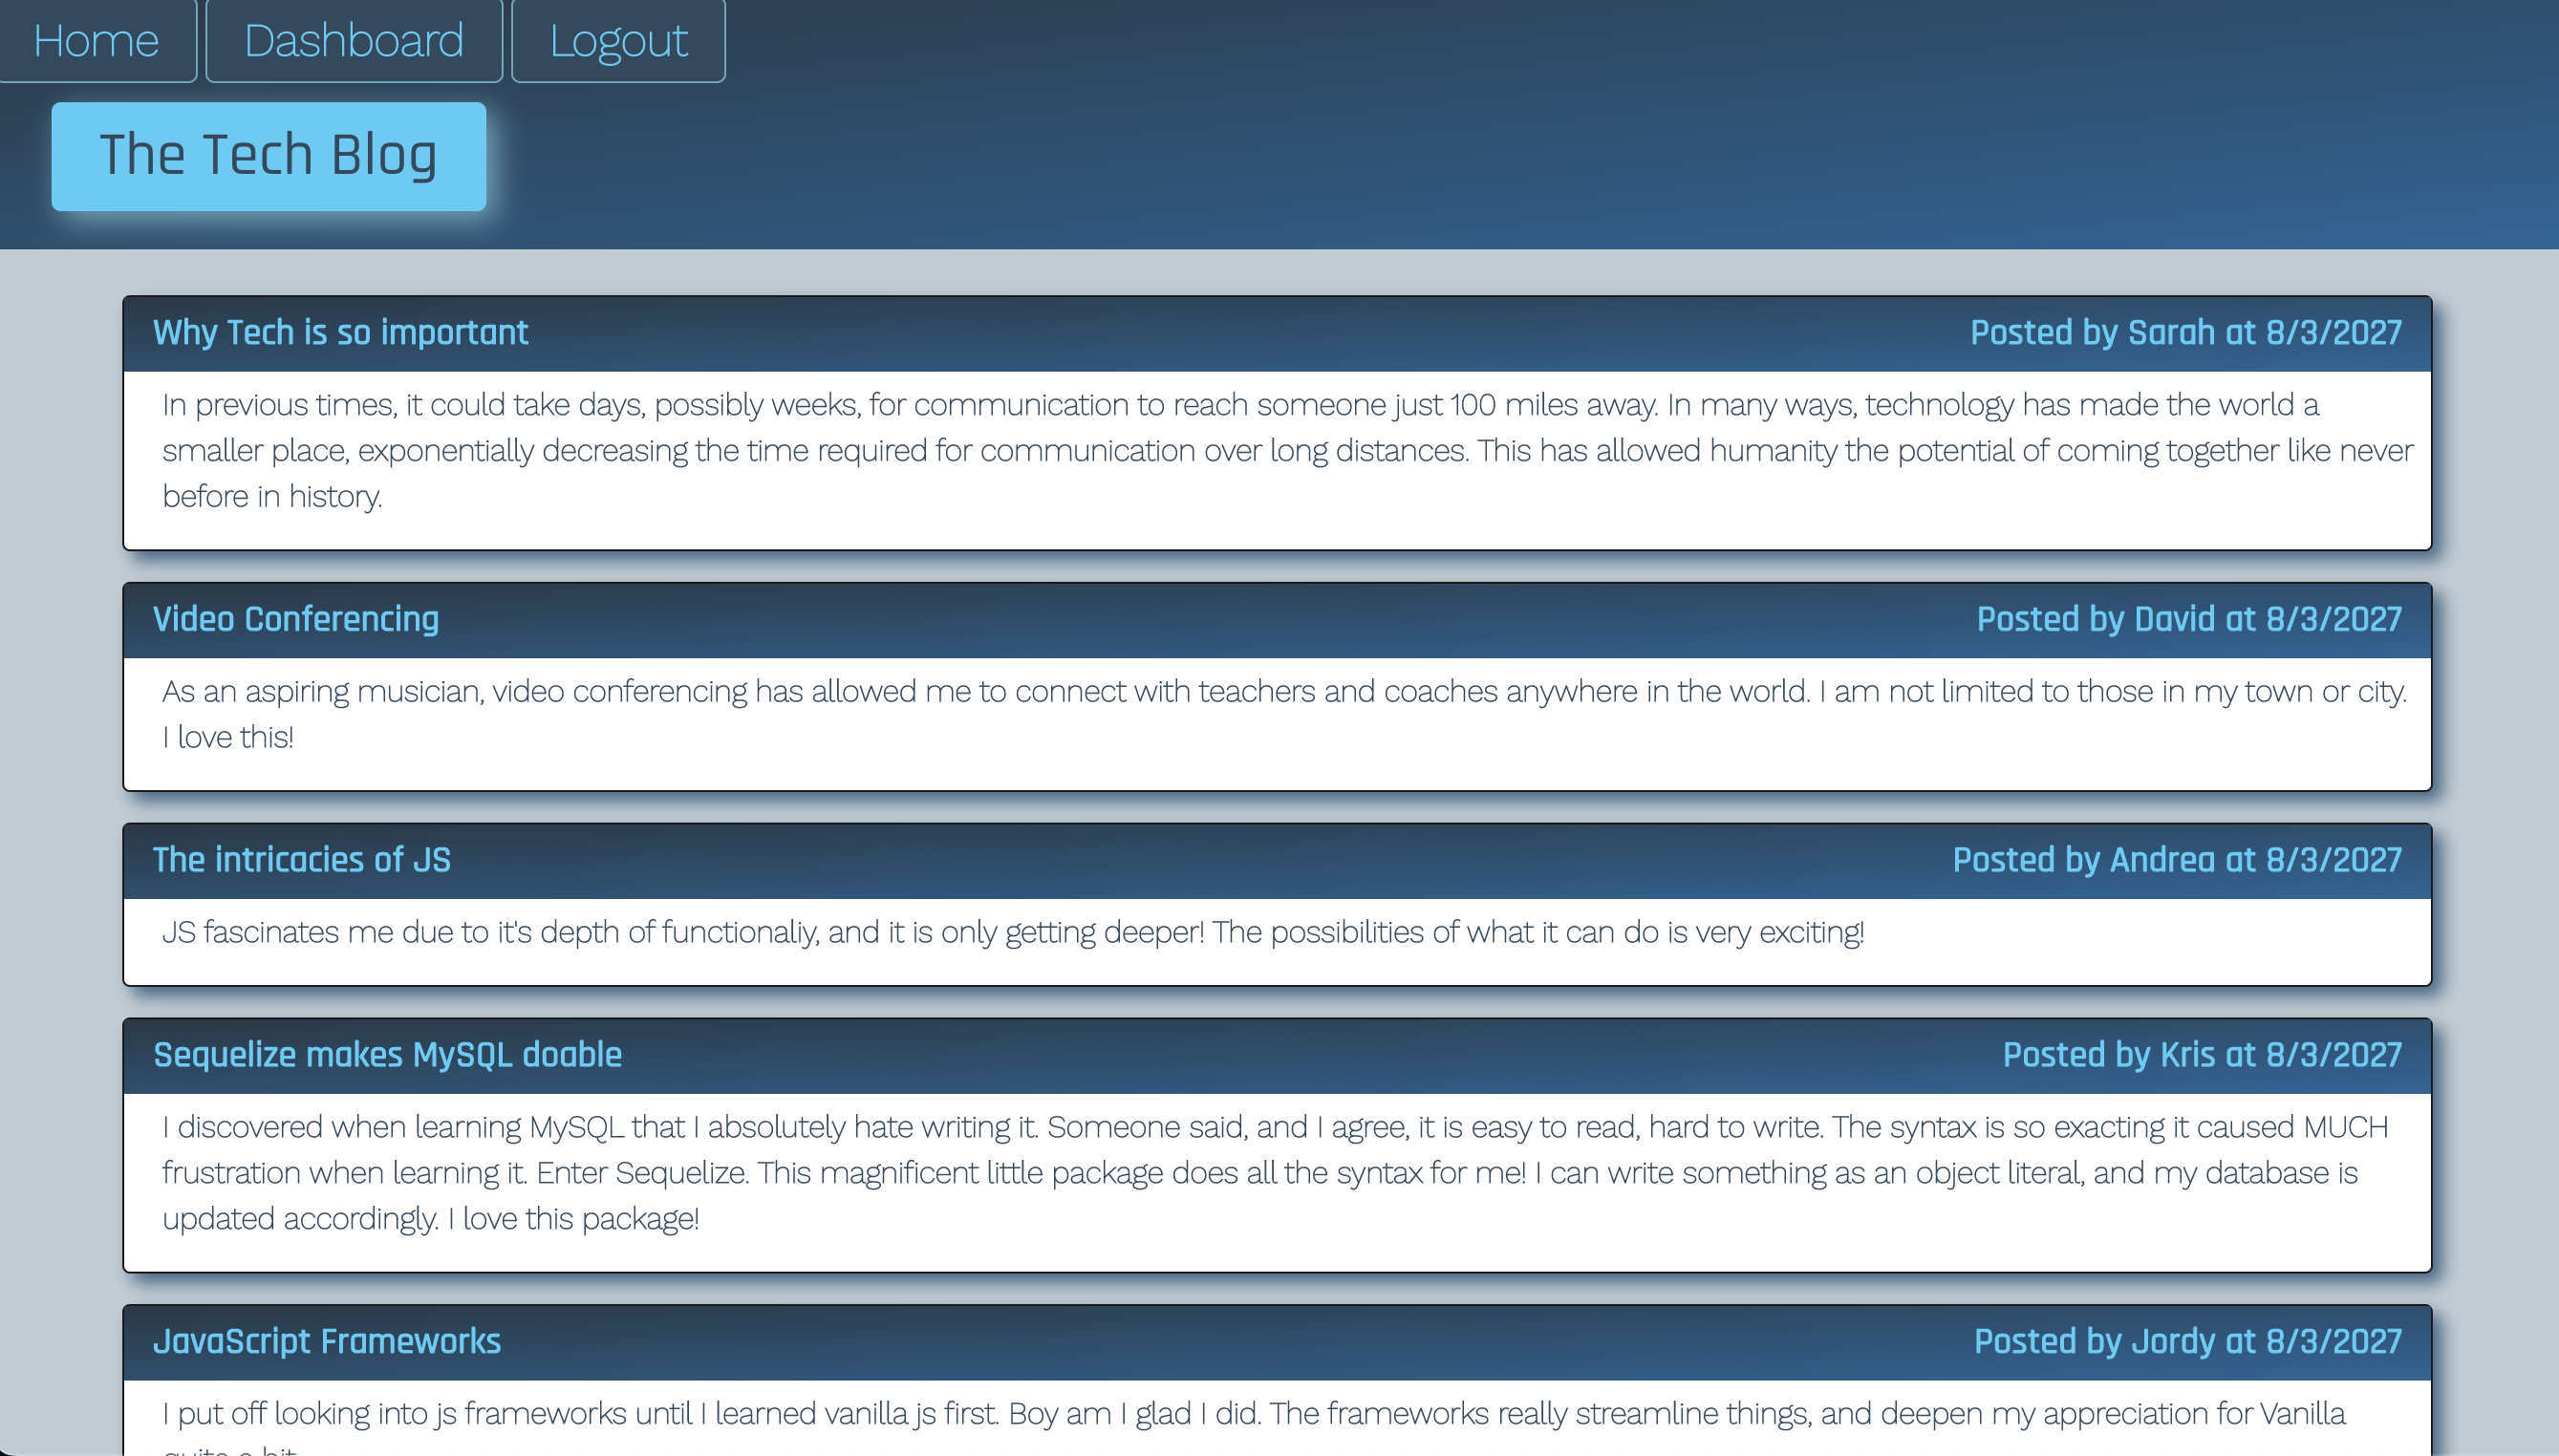 Home Dashboard Logout
The Tech Blog
Why Tech is so important Posted by Sarah at 8/3/2027
In previous times, it could take days, possibly weeks, for communication to reach someone just 100 miles away. In many ways, technology has made the world a
smaller place, exponentially decreasing the time required for communication over long distances. This has allowed humanity the potential of coming together like never
before in history.
Video Conferencing Posted by David at 8/3/2027
As an aspiring musician, video conferencing has allowed me to connect with teachers and coaches anywhere in the world. I am not limited to those in my town or city.
I love this!
The intricacies of JS Posted by Andrea at 8/3/2027
JS fascinates me due to it's depth of functionaliy, and it is only getting deeper! The possibilities of what it can do is very exciting!
Sequelize makes MySQL doable Posted by Kris at 8/3/2027
I discovered when learning MySQL that I absolutely hate writing it. Someone said, and I agree, it is easy to read, hard to write. The syntax is so exacting it caused MUCH
frustration when learning it. Enter Sequelize. This magnificent little package does all the syntax for me! I can write something as an object literal, and my database is
updated accordingly. I love this package!
JavaScript Frameworks Posted by Jordy at 8/3/2027
I put off looking into js frameworks until I learned vanilla js first. Boy am I glad I did. The frameworks really streamline things, and deepen my appreciation for Vanilla